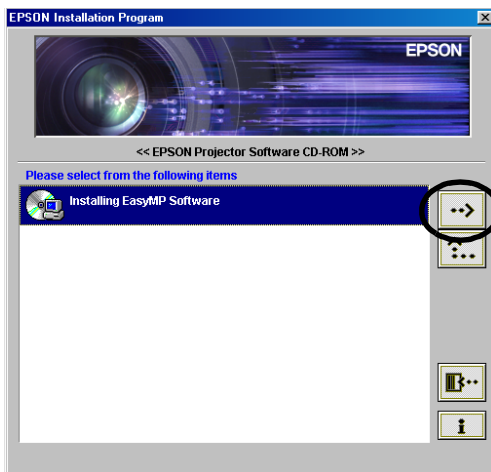 EPSON Installation Program
EPSON
<< EPSON Projector Software CD-ROM >>
Please select from the following items
Installing EasyMP Software